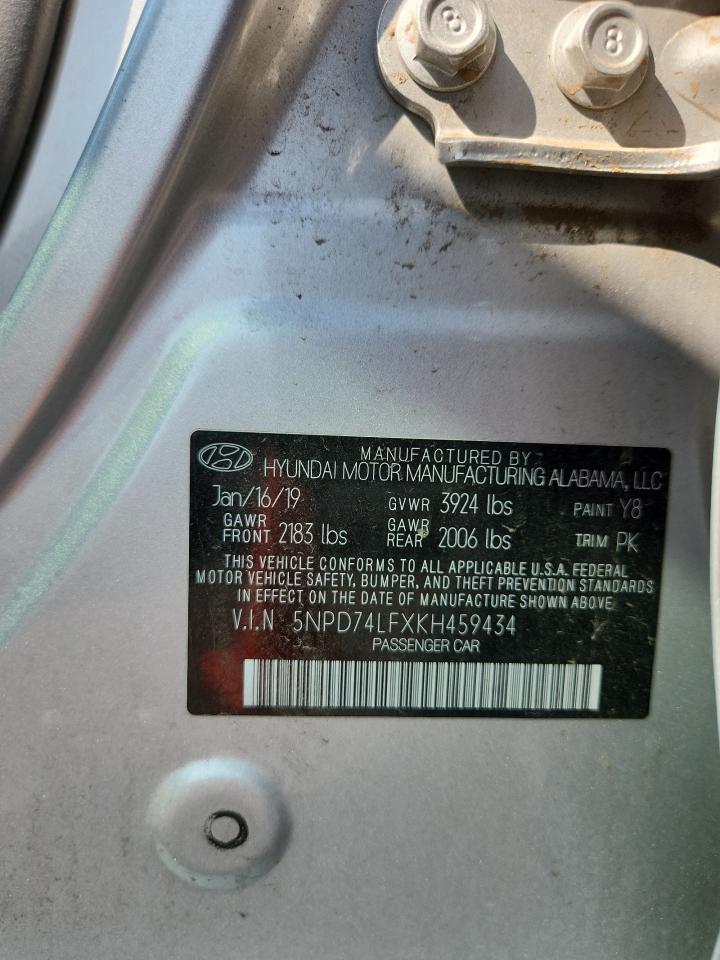 8 8
MANUFACTURED BY
HYUNDAI MOTOR MANUFACTURING ALABAMA, LLC
Jan/16/19 GVWR 3924 lbs PAINT Y8
GAWR FRONT 2183 lbs GAWR REAR 2006 lbs TRIM PK
THIS VEHICLE CONFORMS TO ALL APPLICABLE U.S.A. FEDERAL
MOTOR VEHICLE SAFETY, BUMPER, AND THEFT PREVENTION STANDARDS
IN EFFECT ON THE DATE OF MANUFACTURE SHOWN ABOVE
V.I.N 5NPD74LFXKH459434
PASSENGER CAR